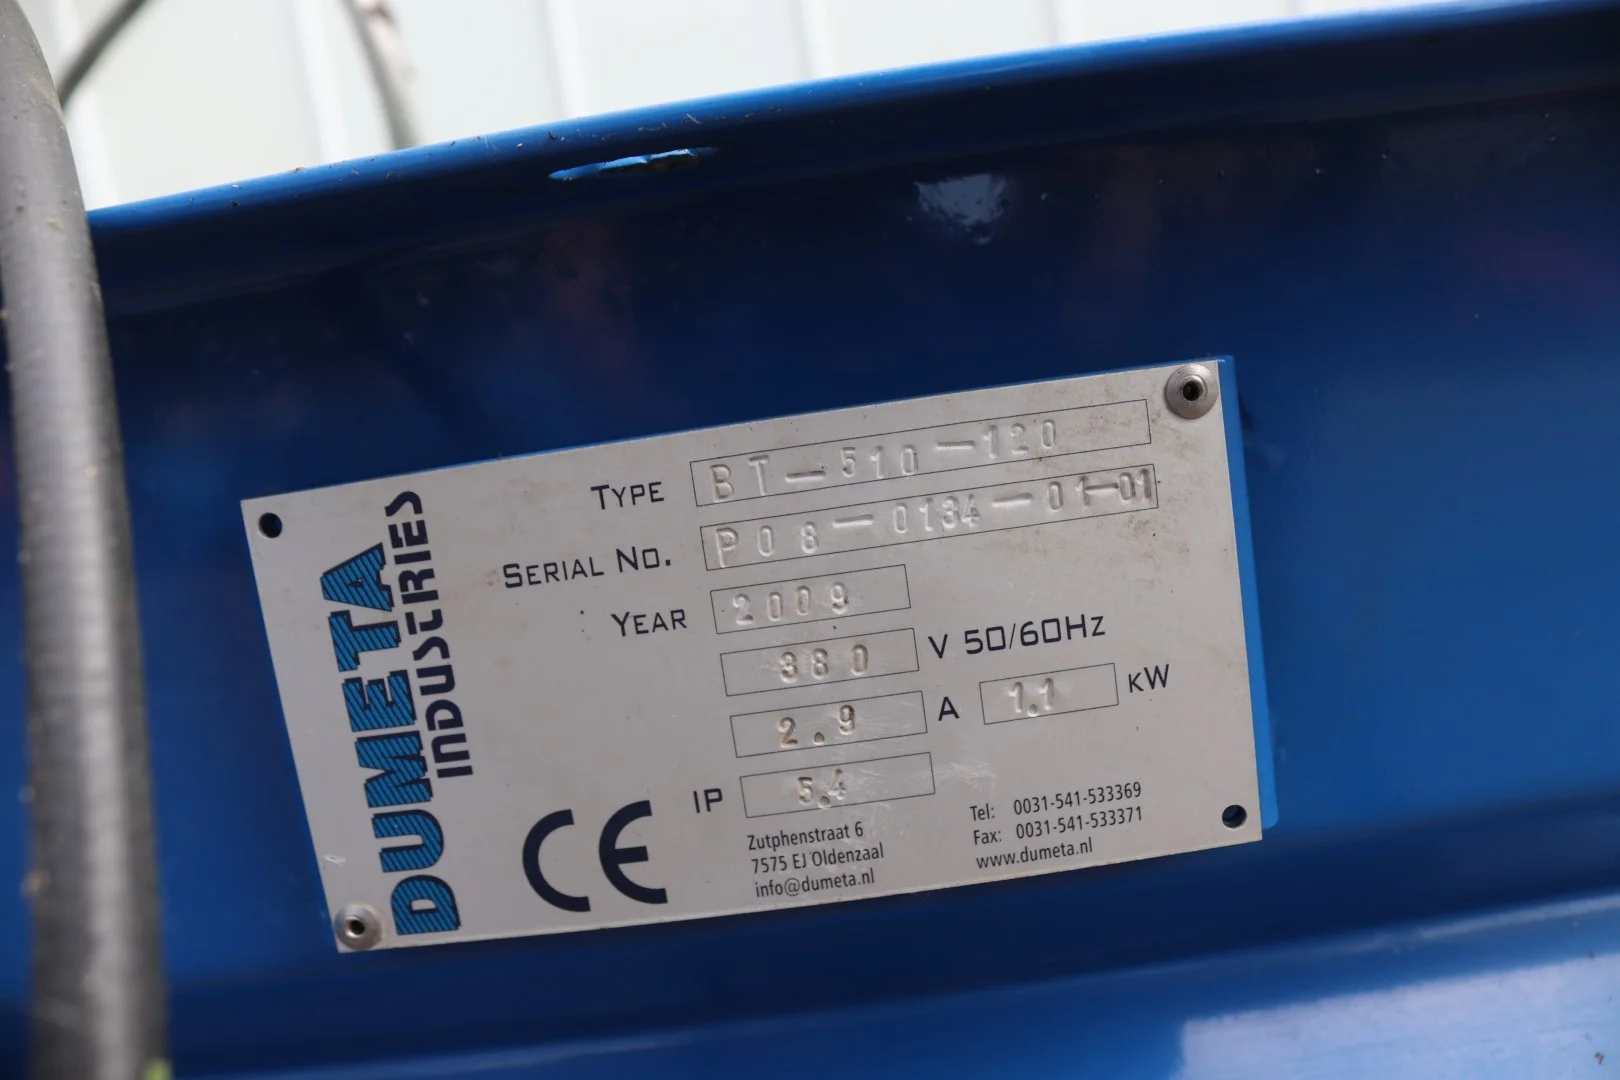 DUMETA
INDUSTRIES
TYPE BT-510-120
SERIAL NO. P08-0134-01-01
YEAR 2009
380 V 50/60HZ
2.9 A 1.1 KW
IP 5.4
CE
Zutphenstraat 6
7575 EJ Oldenzaal
info@dumeta.nl
Tel: 0031-541-533369
Fax: 0031-541-533371
www.dumeta.nl